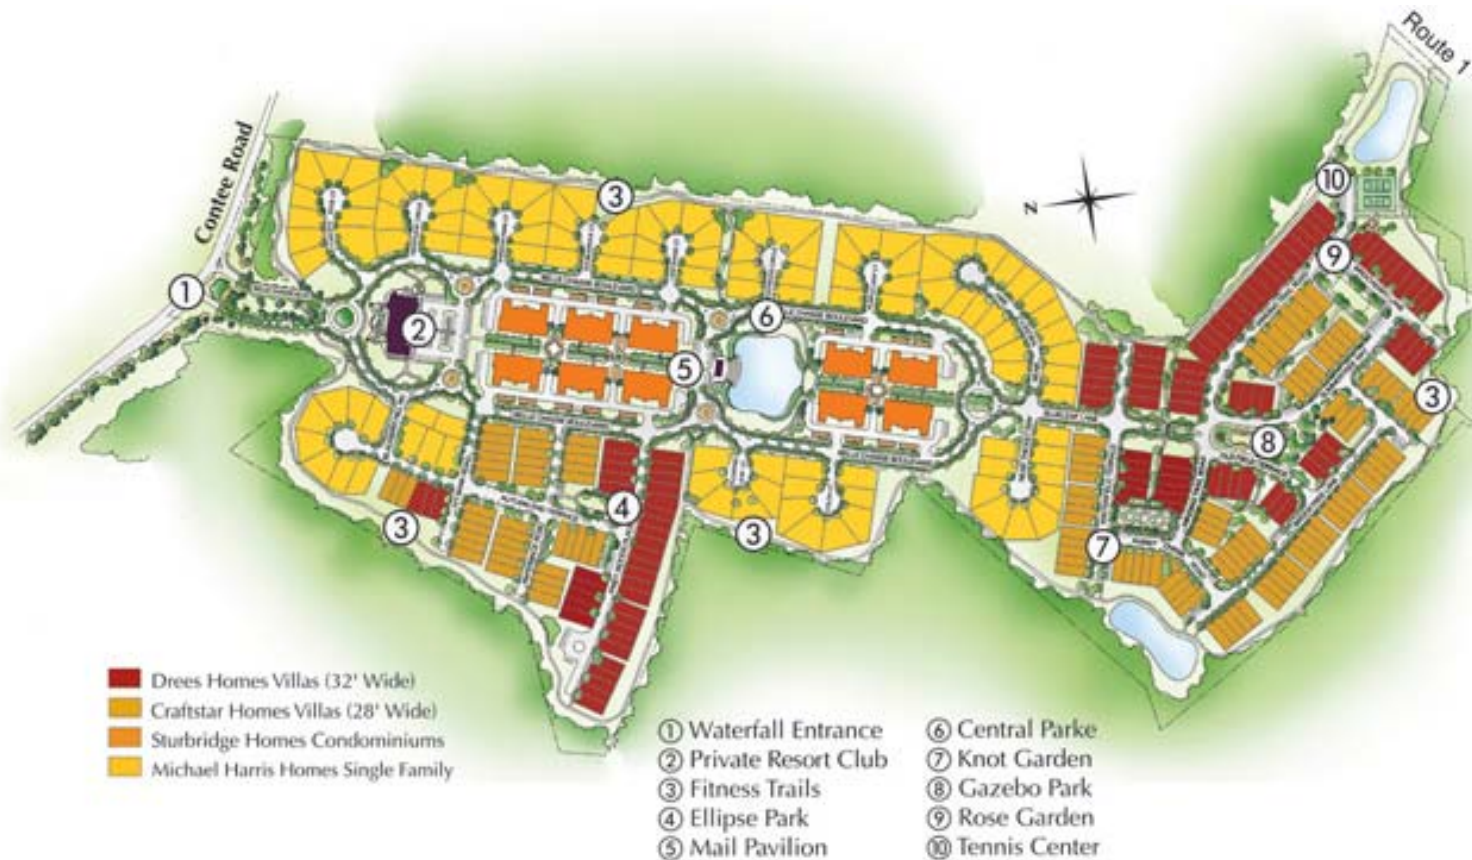 Route 1
Contee Road
N
① ② ③ ④ ⑤ ⑥ ⑦ ⑧ ⑨ ⑩
③
③
③
Drees Homes Villas (32' Wide)
Craftstar Homes Villas (28' Wide)
Sturbridge Homes Condominiums
Michael Harris Homes Single Family
① Waterfall Entrance
② Private Resort Club
③ Fitness Trails
④ Ellipse Park
⑤ Mail Pavilion
⑥ Central Parke
⑦ Knot Garden
⑧ Gazebo Park
⑨ Rose Garden
⑩ Tennis Center